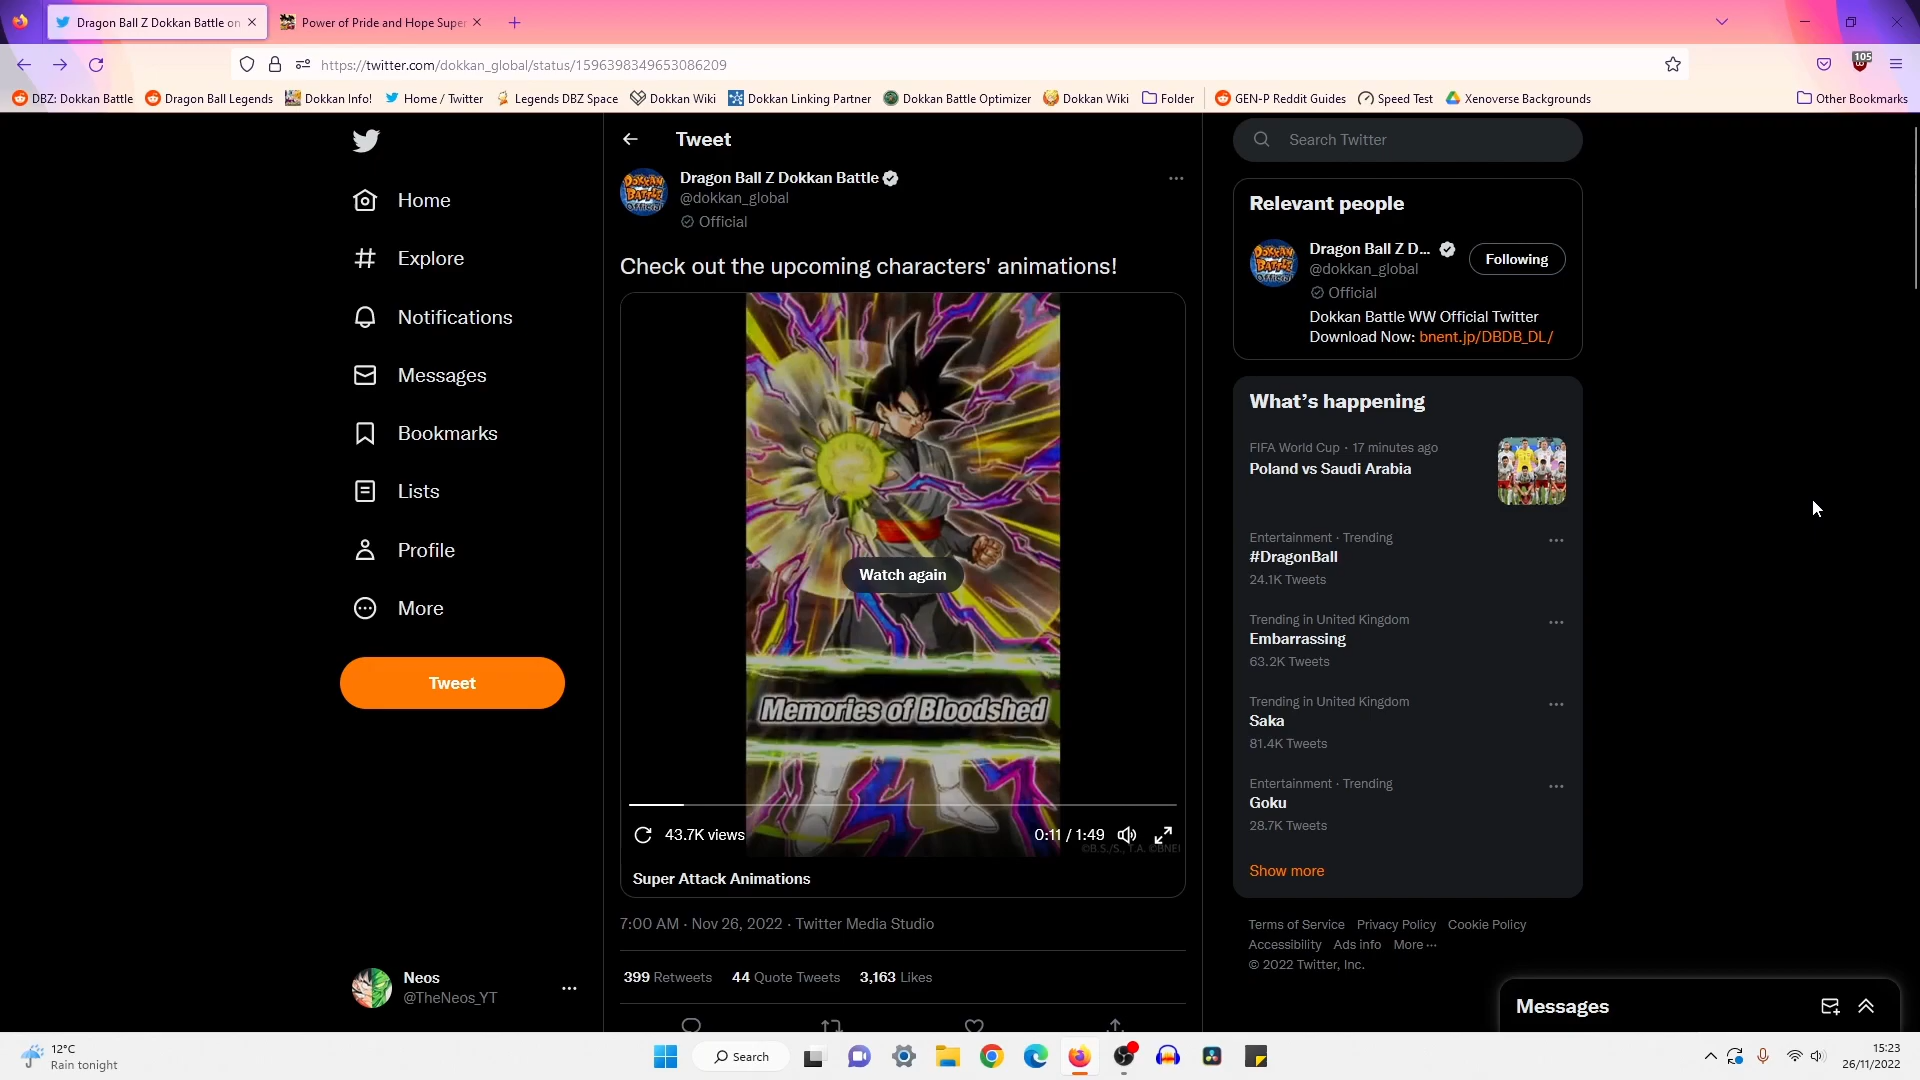 Dragon Ball Z Dokkan Battle on
Power of Pride and Hope Super
https://twitter.com/dokkan_global/status/1596398349653086209
105
DBZ: Dokkan Battle
Dragon Ball Legends
Dokkan Info!
Home / Twitter
Legends DBZ Space
Dokkan Wiki
Dokkan Linking Partner
Dokkan Battle Optimizer
Dokkan Wiki
Folder
GEN-P Reddit Guides
Speed Test
Xenoverse Backgrounds
Other Bookmarks
Home
Explore
Notifications
Messages
Bookmarks
Lists
Profile
More
Tweet
Neos
@TheNeos_YT
Tweet
DOKKAN
BATTLE
Official
Dragon Ball Z Dokkan Battle
@dokkan_global
Official
Check out the upcoming characters' animations!
Watch again
Memories of Bloodshed
43.7K views
0:11 / 1:49
©B.S./S., T.A. ©BNEI
Super Attack Animations
7:00 AM · Nov 26, 2022 · Twitter Media Studio
399 Retweets 44 Quote Tweets 3,163 Likes
Search Twitter
Relevant people
DOKKAN
BATTLE
Official
Dragon Ball Z D...
@dokkan_global
Official
Following
Dokkan Battle WW Official Twitter
Download Now: bnent.jp/DBDB_DL/
What's happening
FIFA World Cup · 17 minutes ago
Poland vs Saudi Arabia
Entertainment · Trending
#DragonBall
24.1K Tweets
Trending in United Kingdom
Embarrassing
63.2K Tweets
Trending in United Kingdom
Saka
81.4K Tweets
Entertainment · Trending
Goku
28.7K Tweets
Show more
Terms of Service Privacy Policy Cookie Policy
Accessibility Ads info More ···
© 2022 Twitter, Inc.
Messages
12°C
Rain tonight
Search
15:23
26/11/2022